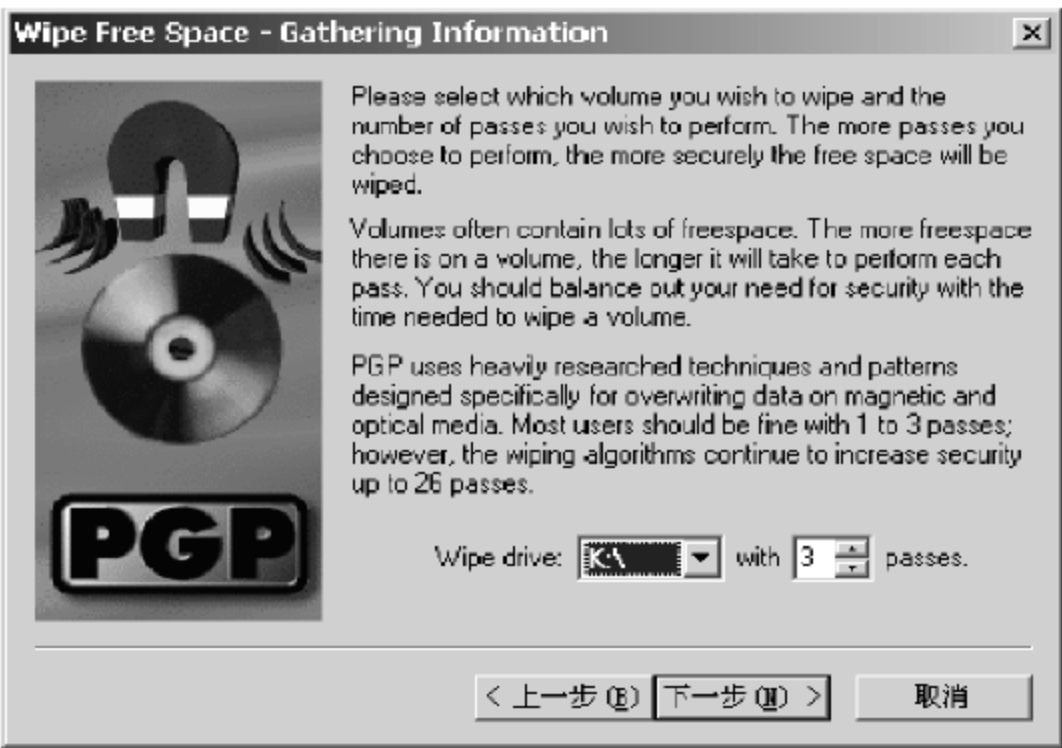 Wipe Free Space - Gathering Information
Please select which volume you wish to wipe and the
number of passes you wish to perform. The more passes you
choose to perform, the more securely the free space will be
wiped.
Volumes often contain lots of freespace. The more freespace
there is on a volume, the longer it will take to perform each
pass. You should balance out your need for security with the
time needed to wipe a volume.
PGP uses heavily researched techniques and patterns
designed specifically for overwriting data on magnetic and
optical media. Most users should be fine with 1 to 3 passes;
however, the wiping algorithms continue to increase security
up to 26 passes.
PGP
Wipe drive: K:\ with 3 passes.
< 上一步 (B) 下一步 (N) > 取消